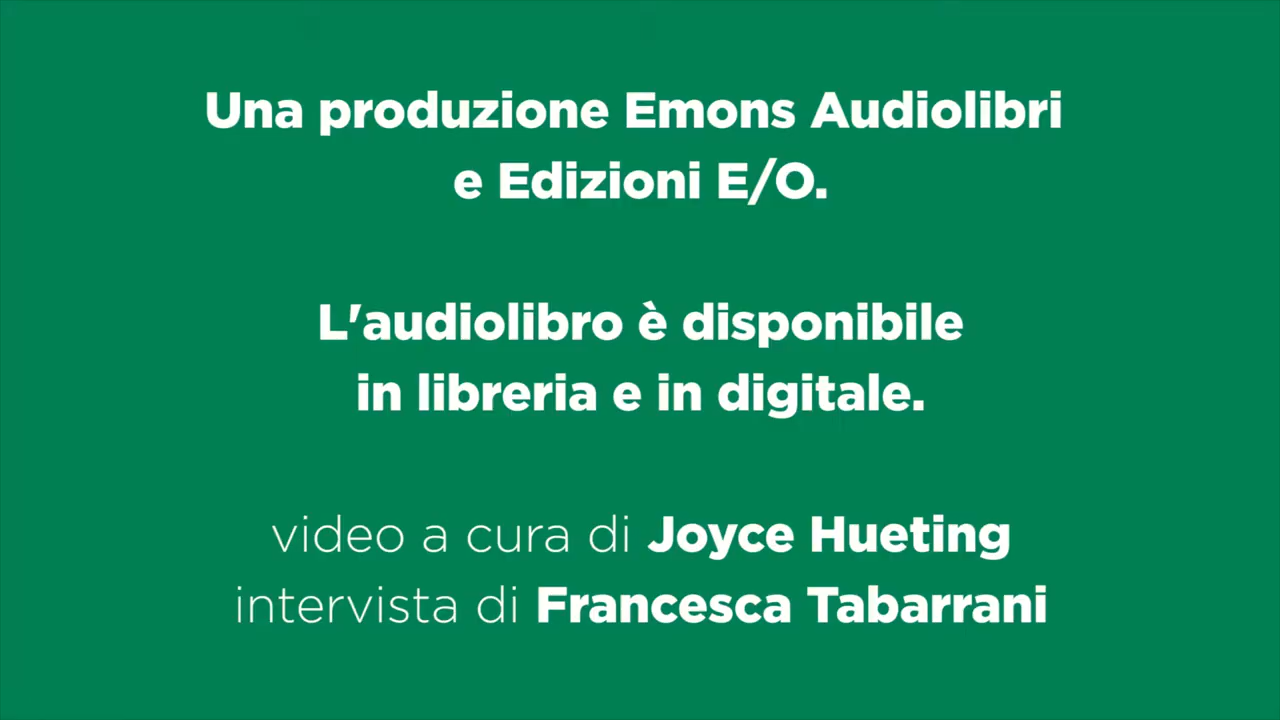 Una produzione Emons Audiolibri
e Edizioni E/O.
L'audiolibro è disponibile
in libreria e in digitale.
video a cura di Joyce Hueting
intervista di Francesca Tabarrani